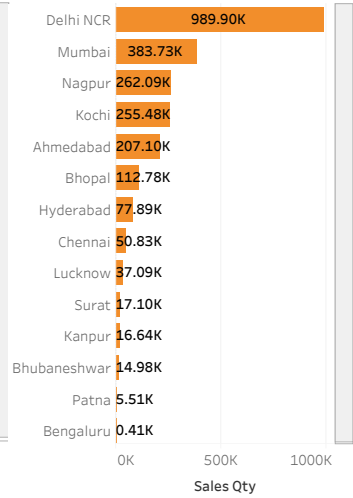 Delhi NCR 989.90K
Mumbai 383.73K
Nagpur 262.09K
Kochi 255.48K
Ahmedabad 207.10K
Bhopal 112.78K
Hyderabad 77.89K
Chennai 50.83K
Lucknow 37.09K
Surat 17.10K
Kanpur 16.64K
Bhubaneshwar 14.98K
Patna 5.51K
Bengaluru 0.41K
0K 500K 1000K
Sales Qty